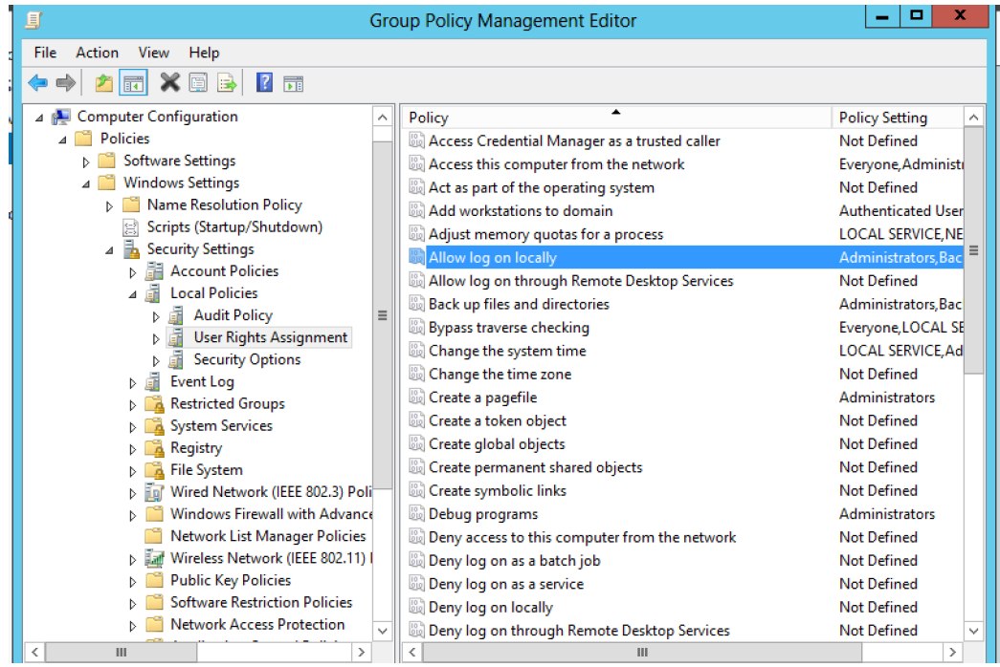 Group Policy Management Editor
File Action View Help
Computer Configuration
Policies
Software Settings
Windows Settings
Name Resolution Policy
Scripts (Startup/Shutdown)
Security Settings
Account Policies
Local Policies
Audit Policy
User Rights Assignment
Security Options
Event Log
Restricted Groups
System Services
Registry
File System
Wired Network (IEEE 802.3) Poli
Windows Firewall with Advance
Network List Manager Policies
Wireless Network (IEEE 802.11)
Public Key Policies
Software Restriction Policies
Network Access Protection
Policy Policy Setting
Access Credential Manager as a trusted caller Not Defined
Access this computer from the network Everyone,Administr
Act as part of the operating system Not Defined
Add workstations to domain Authenticated User
Adjust memory quotas for a process LOCAL SERVICE,NE
Allow log on locally Administrators,Bac
Allow log on through Remote Desktop Services Not Defined
Back up files and directories Administrators,Bac
Bypass traverse checking Everyone,LOCAL SE
Change the system time LOCAL SERVICE,Ad
Change the time zone Not Defined
Create a pagefile Administrators
Create a token object Not Defined
Create global objects Not Defined
Create permanent shared objects Not Defined
Create symbolic links Not Defined
Debug programs Administrators
Deny access to this computer from the network Not Defined
Deny log on as a batch job Not Defined
Deny log on as a service Not Defined
Deny log on locally Not Defined
Deny log on through Remote Desktop Services Not Defined